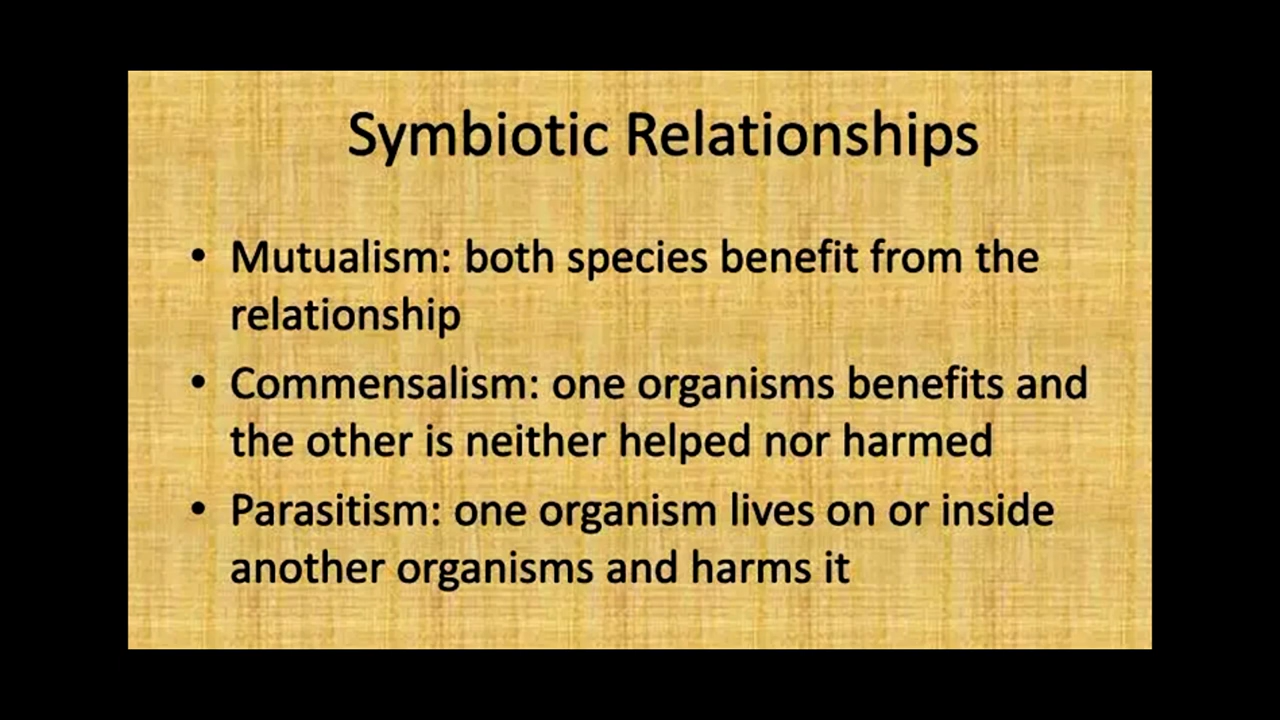 Symbiotic Relationships
• Mutualism: both species benefit from the
relationship
• Commensalism: one organisms benefits and
the other is neither helped nor harmed
• Parasitism: one organism lives on or inside
another organisms and harms it